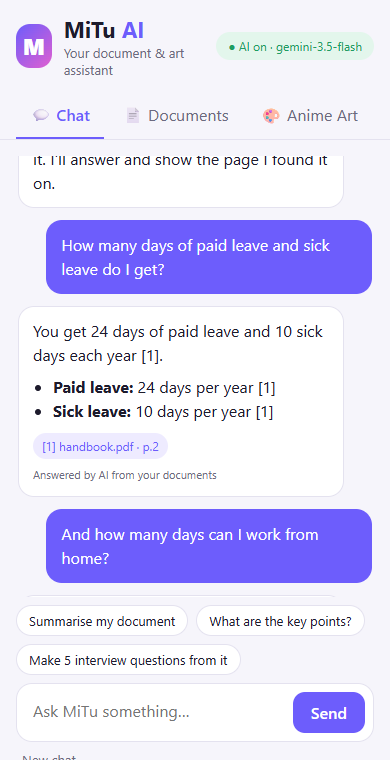 M
MiTu AI
Your document & art
assistant
● AI on · gemini-3.5-flash
💬 Chat
📄 Documents
🎨 Anime Art
it. I'll answer and show the page I found it
on.
How many days of paid leave and sick
leave do I get?
You get 24 days of paid leave and 10 sick
days each year [1].
• Paid leave: 24 days per year [1]
• Sick leave: 10 days per year [1]
[1] handbook.pdf · p.2
Answered by AI from your documents
And how many days can I work from
home?
Summarise my document
What are the key points?
Make 5 interview questions from it
Ask MiTu something...
Send
New chat